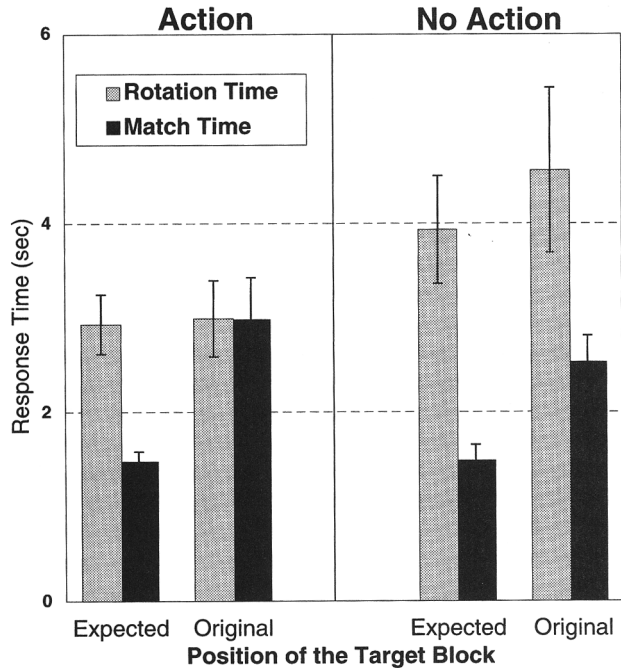 Action No Action
6
Rotation Time
Match Time
4
2
0
Response Time (sec)
Expected Original Expected Original
Position of the Target Block